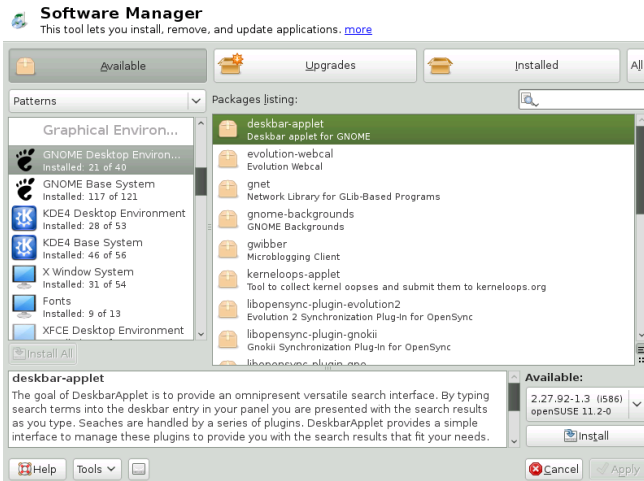 Software Manager
This tool lets you install, remove, and update applications. more
Available
Upgrades
Installed
All
Patterns
Packages listing:
Graphical Environ...
GNOME Desktop Environ...
Installed: 21 of 40
GNOME Base System
Installed: 117 of 121
KDE4 Desktop Environment
Installed: 28 of 53
KDE4 Base System
Installed: 46 of 56
X Window System
Installed: 31 of 54
Fonts
Installed: 9 of 13
XFCE Desktop Environment
Install All
deskbar-applet
Deskbar applet for GNOME
evolution-webcal
Evolution Webcal
gnet
Network Library for GLib-Based Programs
gnome-backgrounds
GNOME Backgrounds
gwibber
Microblogging Client
kerneloops-applet
Tool to collect kernel oopses and submit them to kerneloops.org
libopensync-plugin-evolution2
Evolution 2 Synchronization Plug-In for OpenSync
libopensync-plugin-gnokii
Gnokii Synchronization Plug-In for OpenSync
libopensync-plugin-gpe
deskbar-applet
The goal of DeskbarApplet is to provide an omnipresent versatile search interface. By typing
search terms into the deskbar entry in your panel you are presented with the search results
as you type. Seaches are handled by a series of plugins. DeskbarApplet provides a simple
interface to manage these plugins to provide you with the search results that fit your needs.
Available:
2.27.92-1.3 (i586)
openSUSE 11.2-0
Install
Help
Tools
Cancel
Apply